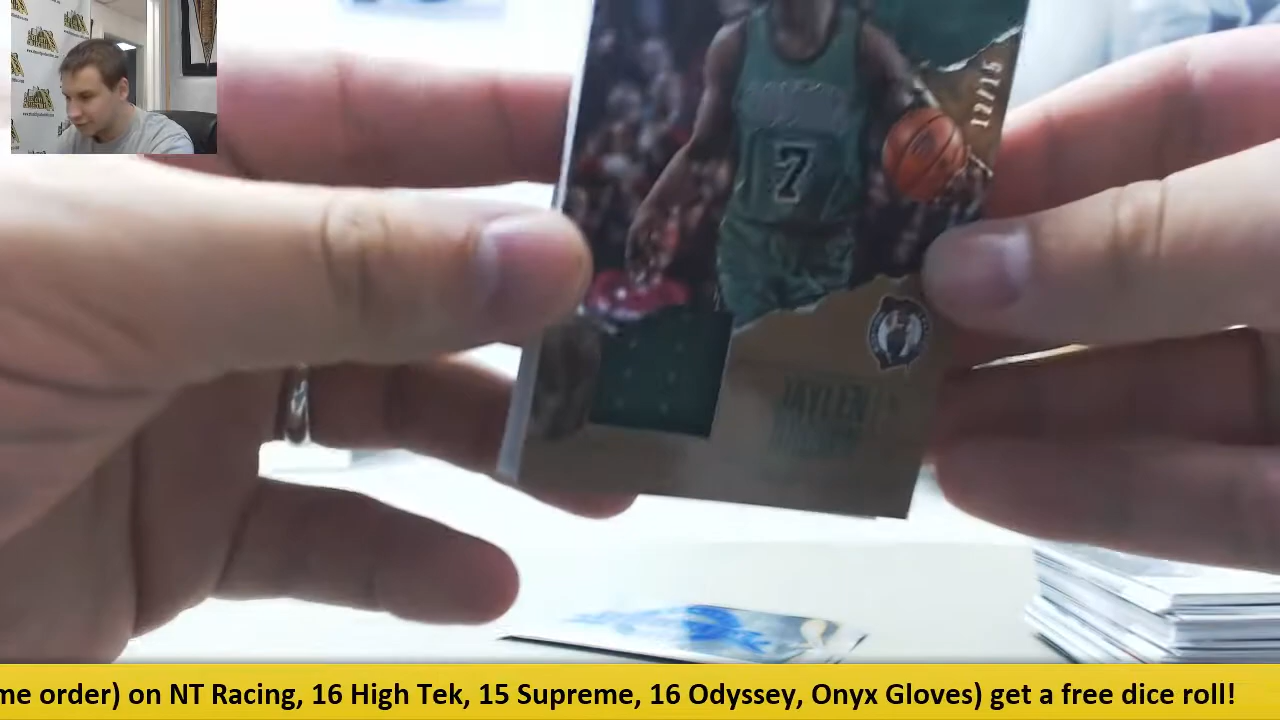 12/15
7
JAYLEN
me order) on NT Racing, 16 High Tek, 15 Supreme, 16 Odyssey, Onyx Gloves) get a free dice roll!